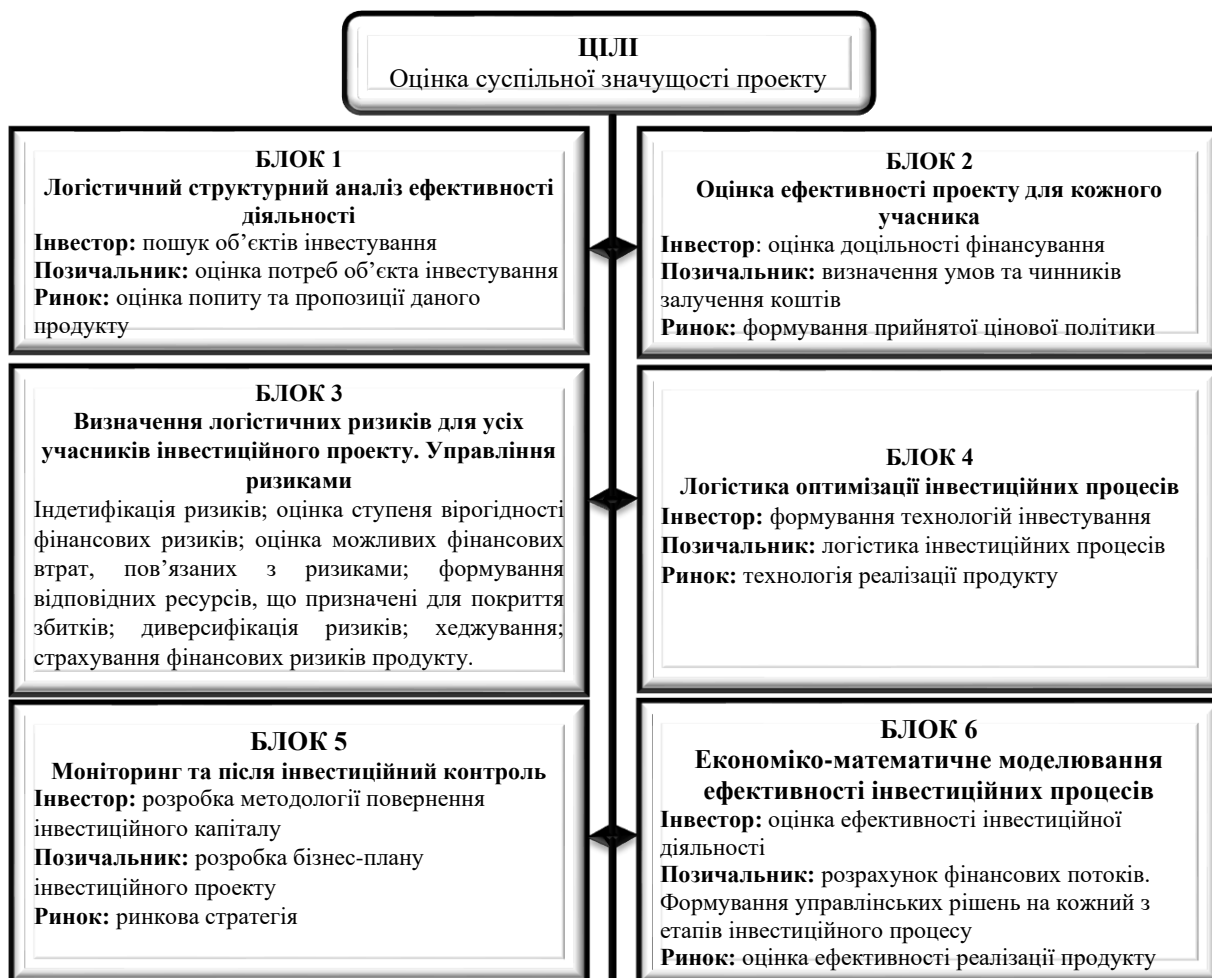 ЦІЛІ
Оцінка суспільної значущості проекту
БЛОК 1
Логістичний структурний аналіз ефективності
діяльності
Інвестор: пошук об’єктів інвестування
Позичальник: оцінка потреб об’єкта інвестування
Ринок: оцінка попиту та пропозиції даного
продукту
БЛОК 2
Оцінка ефективності проекту для кожного
учасника
Інвестор: оцінка доцільності фінансування
Позичальник: визначення умов та чинників
залучення коштів
Ринок: формування прийнятої цінової політики
БЛОК 3
Визначення логістичних ризиків для усіх
учасників інвестиційного проекту. Управління
ризиками
Індетифікація ризиків; оцінка ступеня вірогідності
фінансових ризиків; оцінка можливих фінансових
втрат, пов’язаних з ризиками; формування
відповідних ресурсів, що призначені для покриття
збитків; диверсифікація ризиків; хеджування;
страхування фінансових ризиків продукту.
БЛОК 4
Логістика оптимізації інвестиційних процесів
Інвестор: формування технологій інвестування
Позичальник: логістика інвестиційних процесів
Ринок: технологія реалізації продукту
БЛОК 5
Моніторинг та після інвестиційний контроль
Інвестор: розробка методології повернення
інвестиційного капіталу
Позичальник: розробка бізнес-плану
інвестиційного проекту
Ринок: ринкова стратегія
БЛОК 6
Економіко-математичне моделювання
ефективності інвестиційних процесів
Інвестор: оцінка ефективності інвестиційної
діяльності
Позичальник: розрахунок фінансових потоків.
Формування управлінських рішень на кожний з
етапів інвестиційного процесу
Ринок: оцінка ефективності реалізації продукту